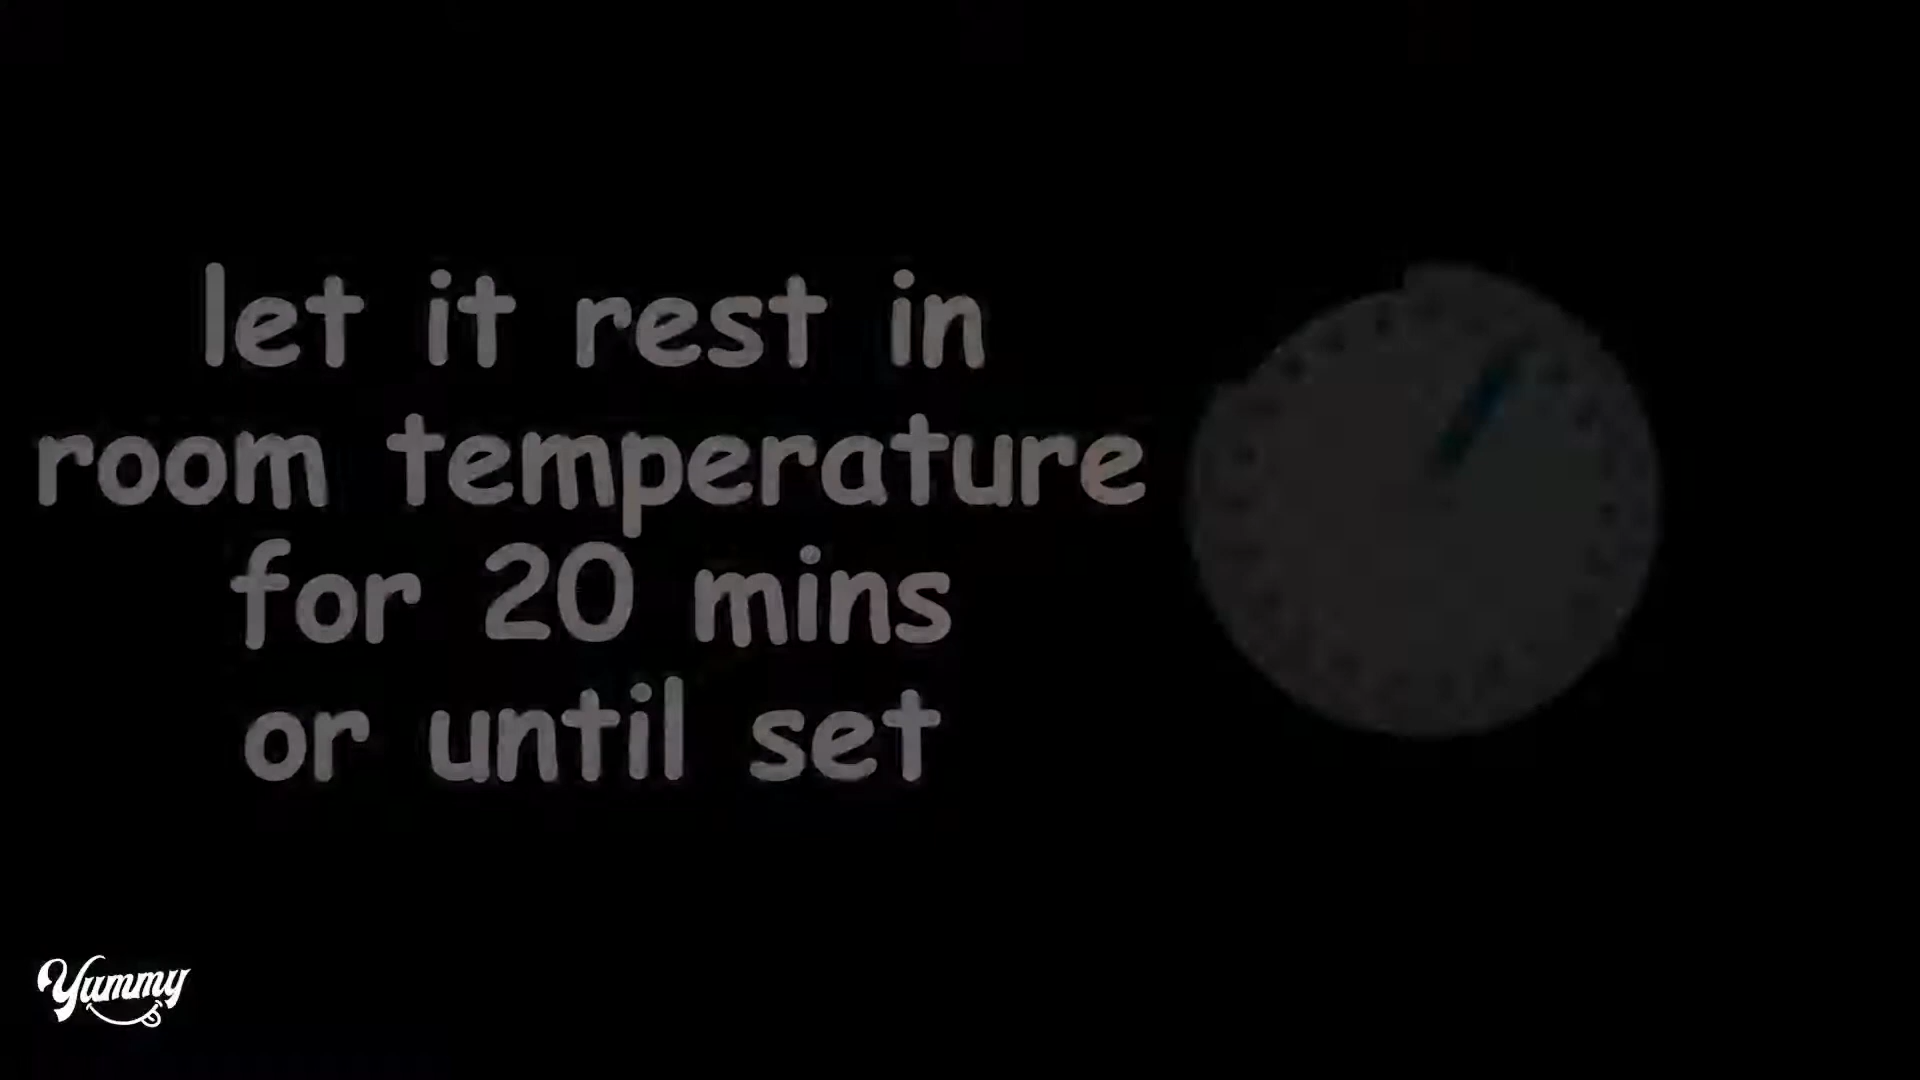 let it rest in
room temperature
for 20 mins
or until set
Yummy